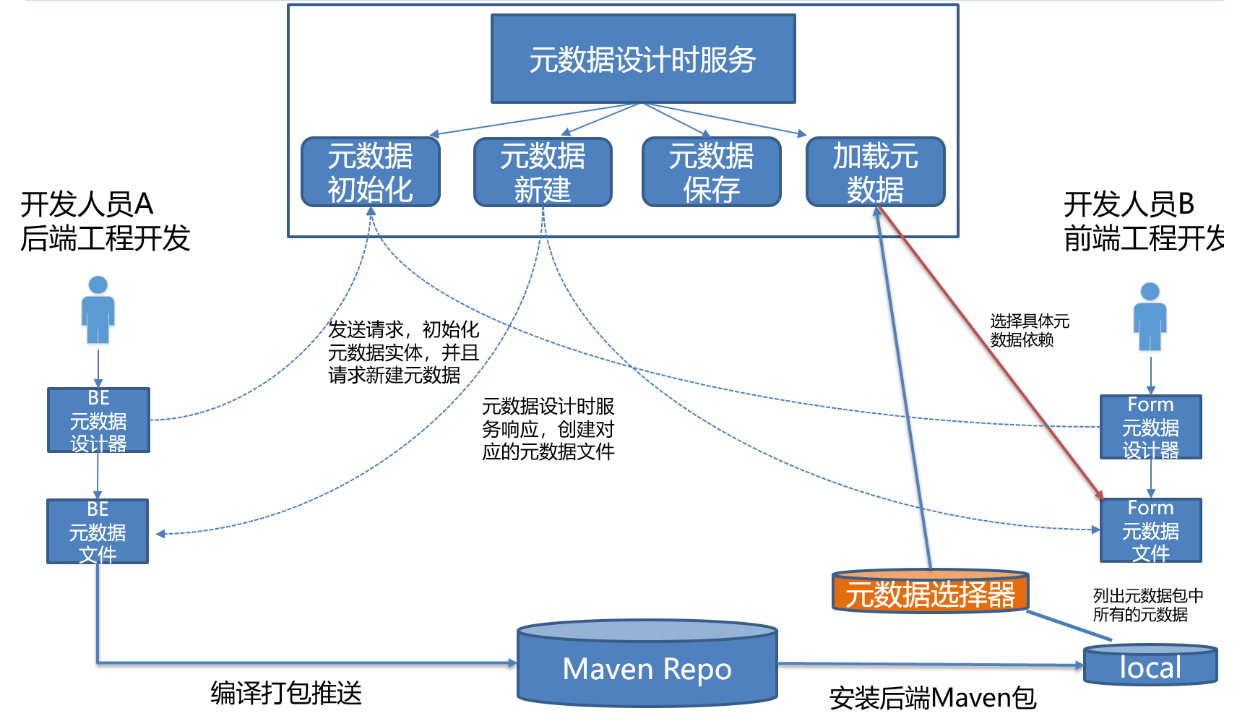 元数据设计时服务
元数据
初始化
元数据
新建
元数据
保存
加载元
数据
开发人员A
后端工程开发
开发人员B
前端工程开发
发送请求，初始化
元数据实体，并且
请求新建元数据
选择具体元
数据依赖
BE
元数据
设计器
元数据设计时服
务响应，创建对
应的元数据文件
Form
元数据
设计器
BE
元数据
文件
Form
元数据
文件
元数据选择器
列出元数据包中
所有的元数据
Maven Repo
local
编译打包推送
安装后端Maven包